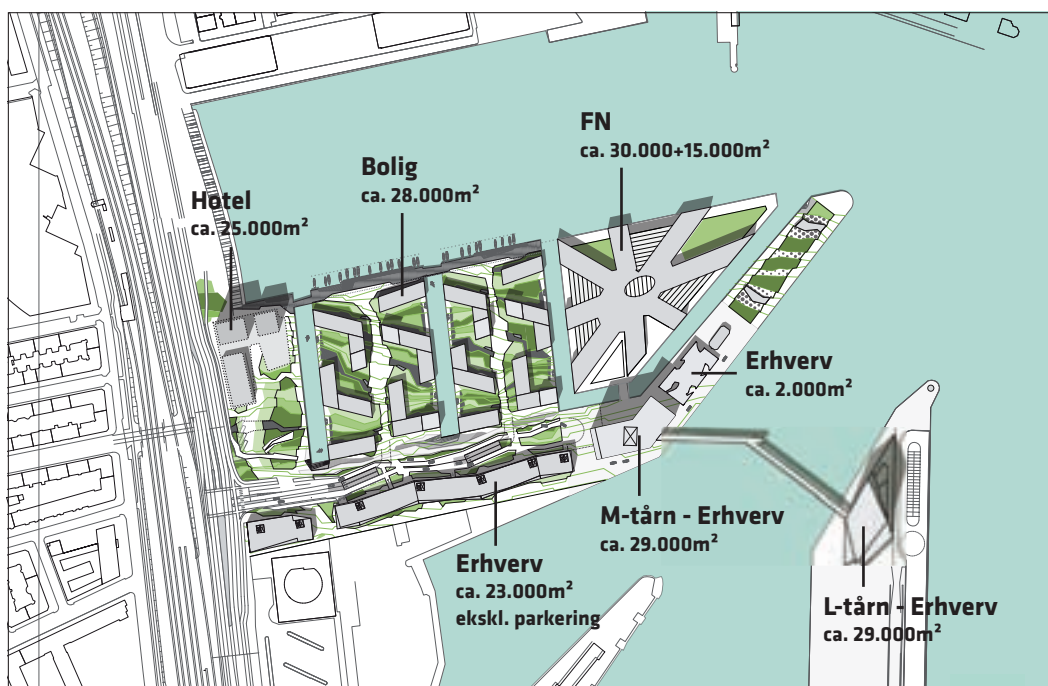 FN
ca. 30.000+15.000m²
Bolig
ca. 28.000m²
Hotel
ca. 25.000m²
Erhverv
ca. 2.000m²
M-tårn - Erhverv
ca. 29.000m²
Erhverv
ca. 23.000m²
ekskl. parkering
L-tårn - Erhverv
ca. 29.000m²